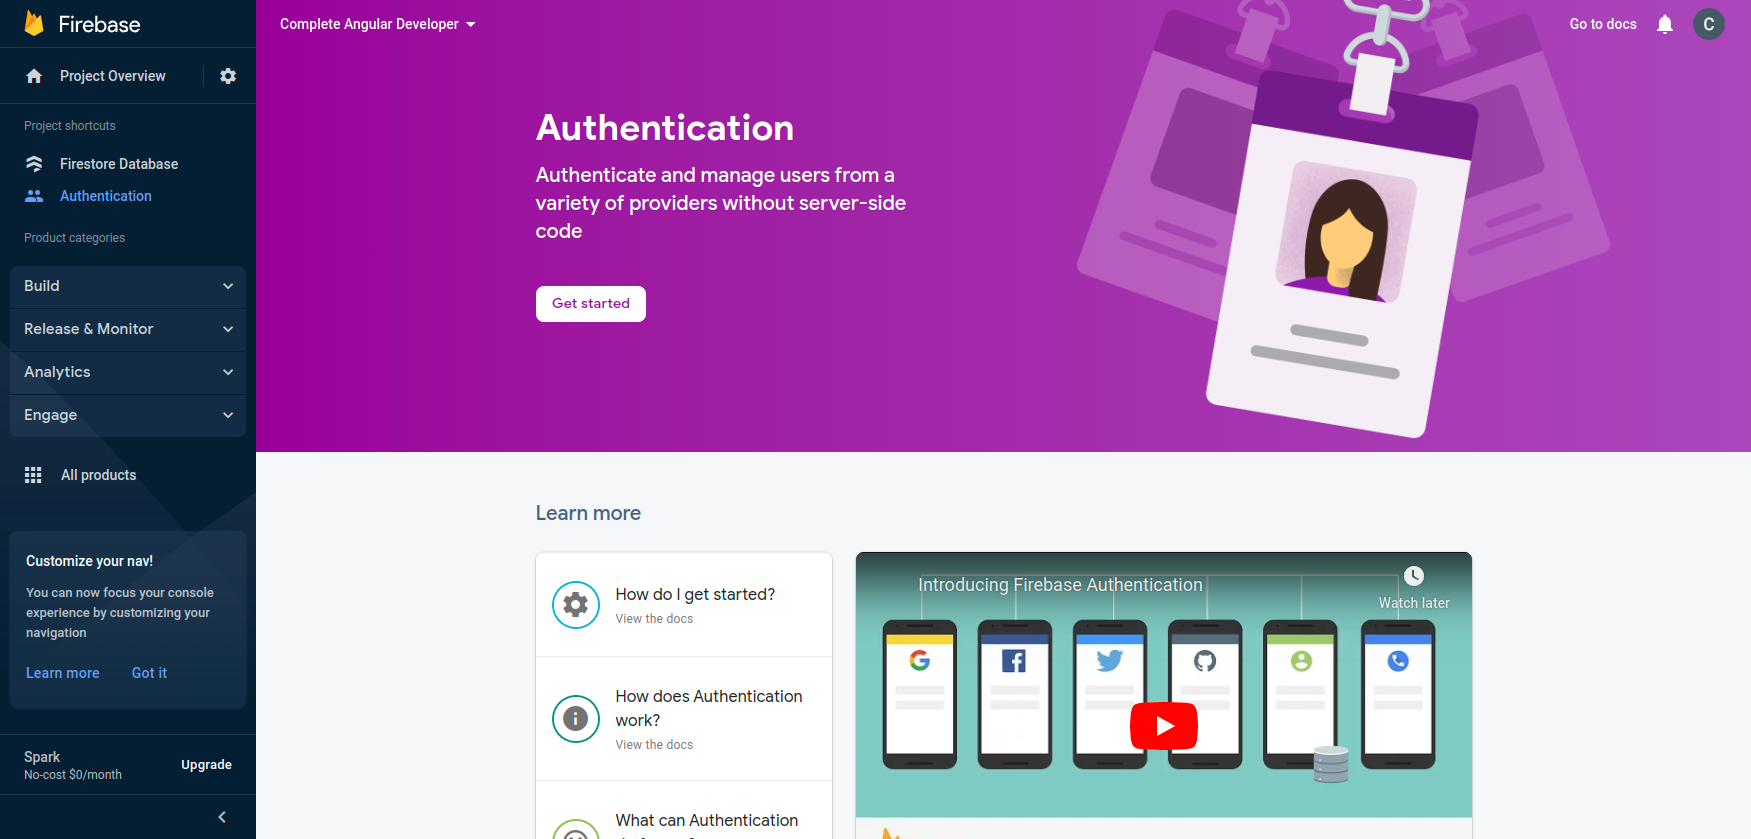 Firebase
Complete Angular Developer
Go to docs
C
Project Overview
Project shortcuts
Firestore Database
Authentication
Product categories
Build
Release & Monitor
Analytics
Engage
All products
Customize your nav!
You can now focus your console
experience by customizing your
navigation
Learn more Got it
Spark
No-cost $0/month
Upgrade
Authentication
Authenticate and manage users from a
variety of providers without server-side
code
Get started
Learn more
How do I get started?
View the docs
How does Authentication
work?
View the docs
What can Authentication
Introducing Firebase Authentication
Watch later